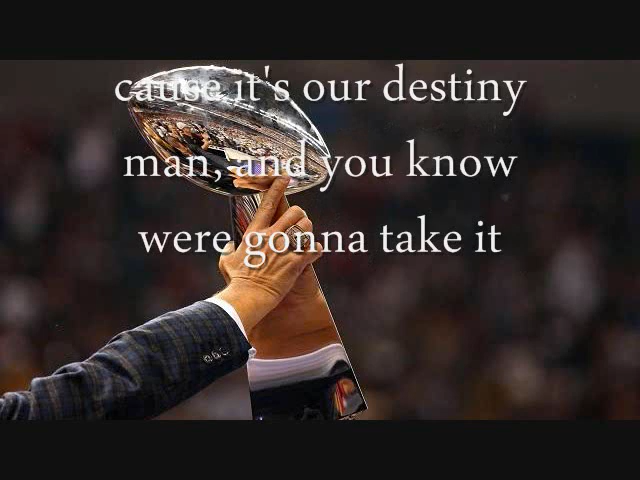 cause it's our destiny
man, and you know
were gonna take it